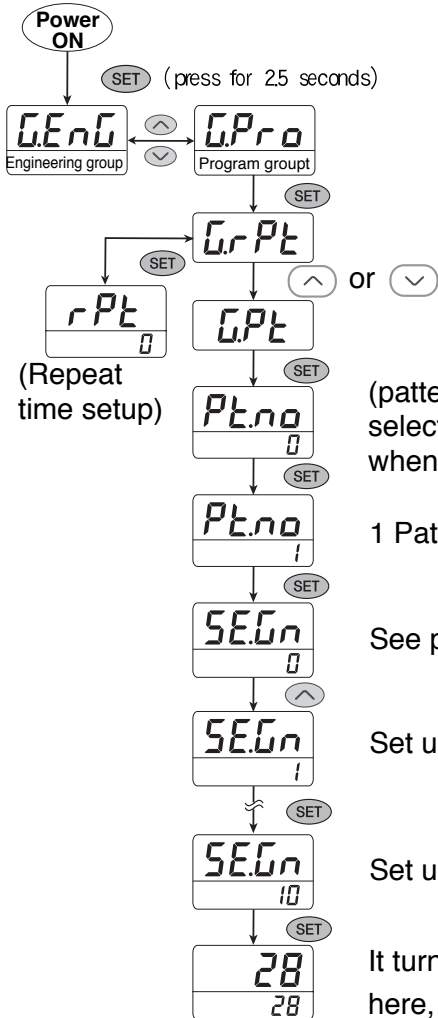 Power
ON
SET (press for 2.5 seconds)
G.EnG
Engineering group
G.Pro
Program groupt
SET
G.rPt
SET
or
rPt
0
G.Pt
(Repeat
time setup)
SET
Pt.no
0
(patte
select
when
SET
Pt.no
1
1 Pat
SET
SE.Gn
0
See p
SE.Gn
1
Set u
SET
SE.Gn
10
Set u
SET
28
28
It turn
here,